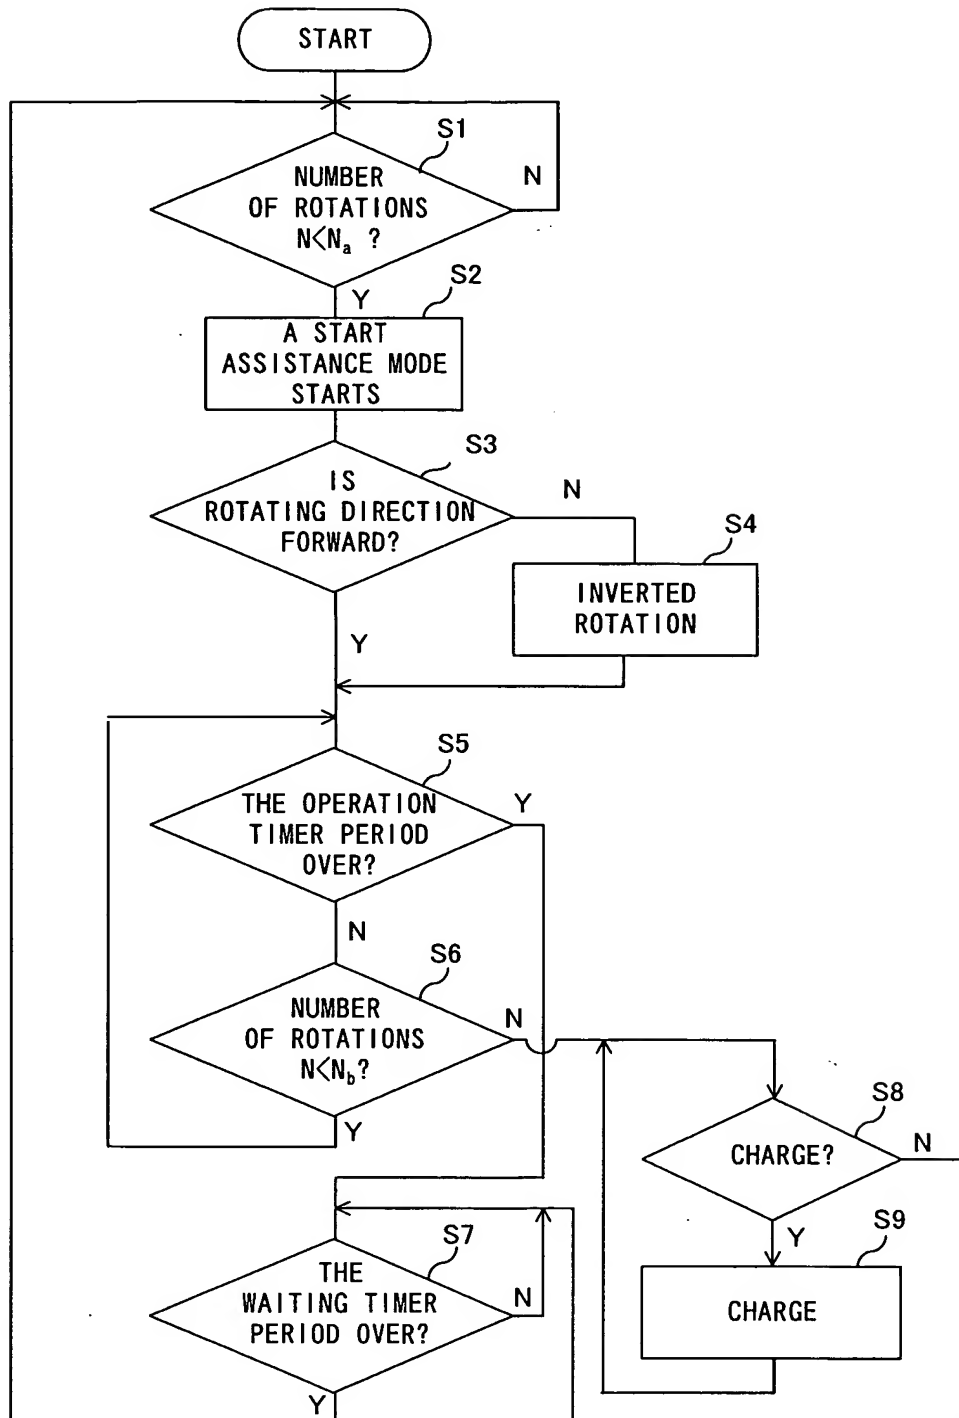 START
S1
NUMBER
OF ROTATIONS
N<Na ?
N
Y
S2
A START
ASSISTANCE MODE
STARTS
S3
IS
ROTATING DIRECTION
FORWARD?
N
S4
INVERTED
ROTATION
Y
S5
THE OPERATION
TIMER PERIOD
OVER?
Y
N
S6
NUMBER
OF ROTATIONS
N<Nb?
N
Y
S8
CHARGE?
N
Y
S9
CHARGE
S7
THE
WAITING TIMER
PERIOD OVER?
N
Y